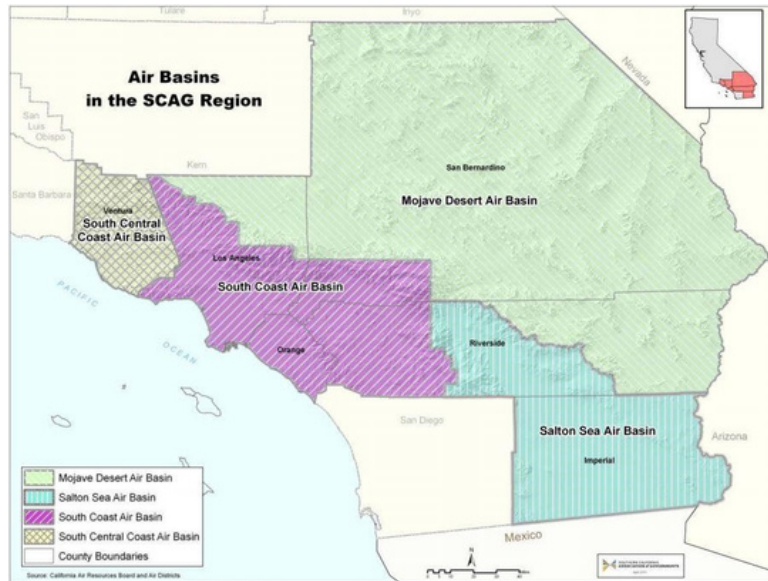 Tulare
Inyo
Air Basins
in the SCAG Region
Nevada
San
Luis
Obispo
Kern
San Bernardino
Mojave Desert Air Basin
Santa Barbara
Ventura
South Central
Coast Air Basin
Los Angeles
South Coast Air Basin
PACIFIC
OCEAN
Riverside
Orange
San Diego
Salton Sea Air Basin
Arizona
Imperial
Mojave Desert Air Basin
Salton Sea Air Basin
South Coast Air Basin
South Central Coast Air Basin
County Boundaries
Mexico
N
Source: California Air Resources Board and Air Districts